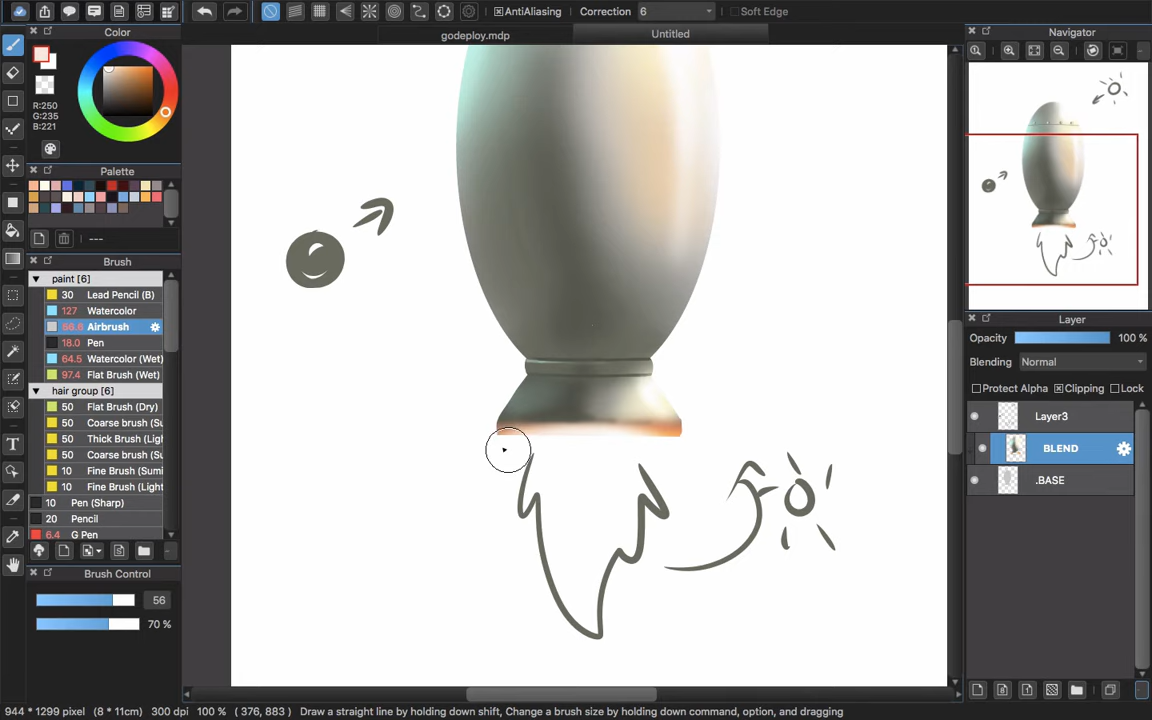 AntiAliasing Correction 6 Soft Edge
Color
godeploy.mdp Untitled
Navigator
R:250
G:235
B:221
Palette
---
Brush
paint [6]
30 Lead Pencil (B)
127 Watercolor
56.6 Airbrush
18.0 Pen
64.5 Watercolor (Wet)
97.4 Flat Brush (Wet)
hair group [6]
50 Flat Brush (Dry)
50 Coarse brush (Su
50 Thick Brush (Ligh
50 Coarse brush (Su
10 Fine Brush (Sumi
10 Fine Brush (Light
10 Pen (Sharp)
20 Pencil
6.4 G Pen
Brush Control
56
70 %
Layer
Opacity 100 %
Blending Normal
Protect Alpha Clipping Lock
Layer3
BLEND
.BASE
944 * 1299 pixel (8 * 11cm) 300 dpi 100 % ( 376, 883 ) Draw a straight line by holding down shift, Change a brush size by holding down command, option, and dragging